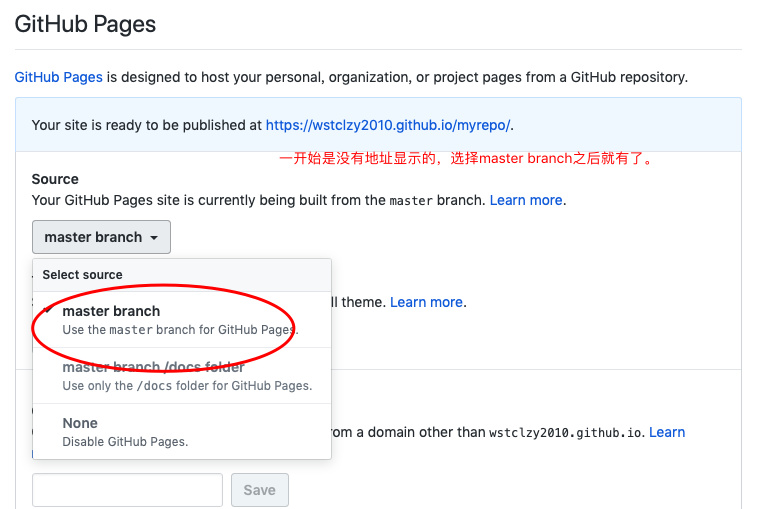 GitHub Pages
GitHub Pages is designed to host your personal, organization, or project pages from a GitHub repository.
Your site is ready to be published at https://wstclzy2010.github.io/myrepo/.
一开始是没有地址显示的，选择master branch之后就有了。
Source
Your GitHub Pages site is currently being built from the master branch. Learn more.
master branch
Select source
ll theme. Learn more.
master branch
Use the master branch for GitHub Pages.
master branch /docs folder
Use only the /docs folder for GitHub Pages.
None
rom a domain other than wstclzy2010.github.io. Learn
Disable GitHub Pages.
Save